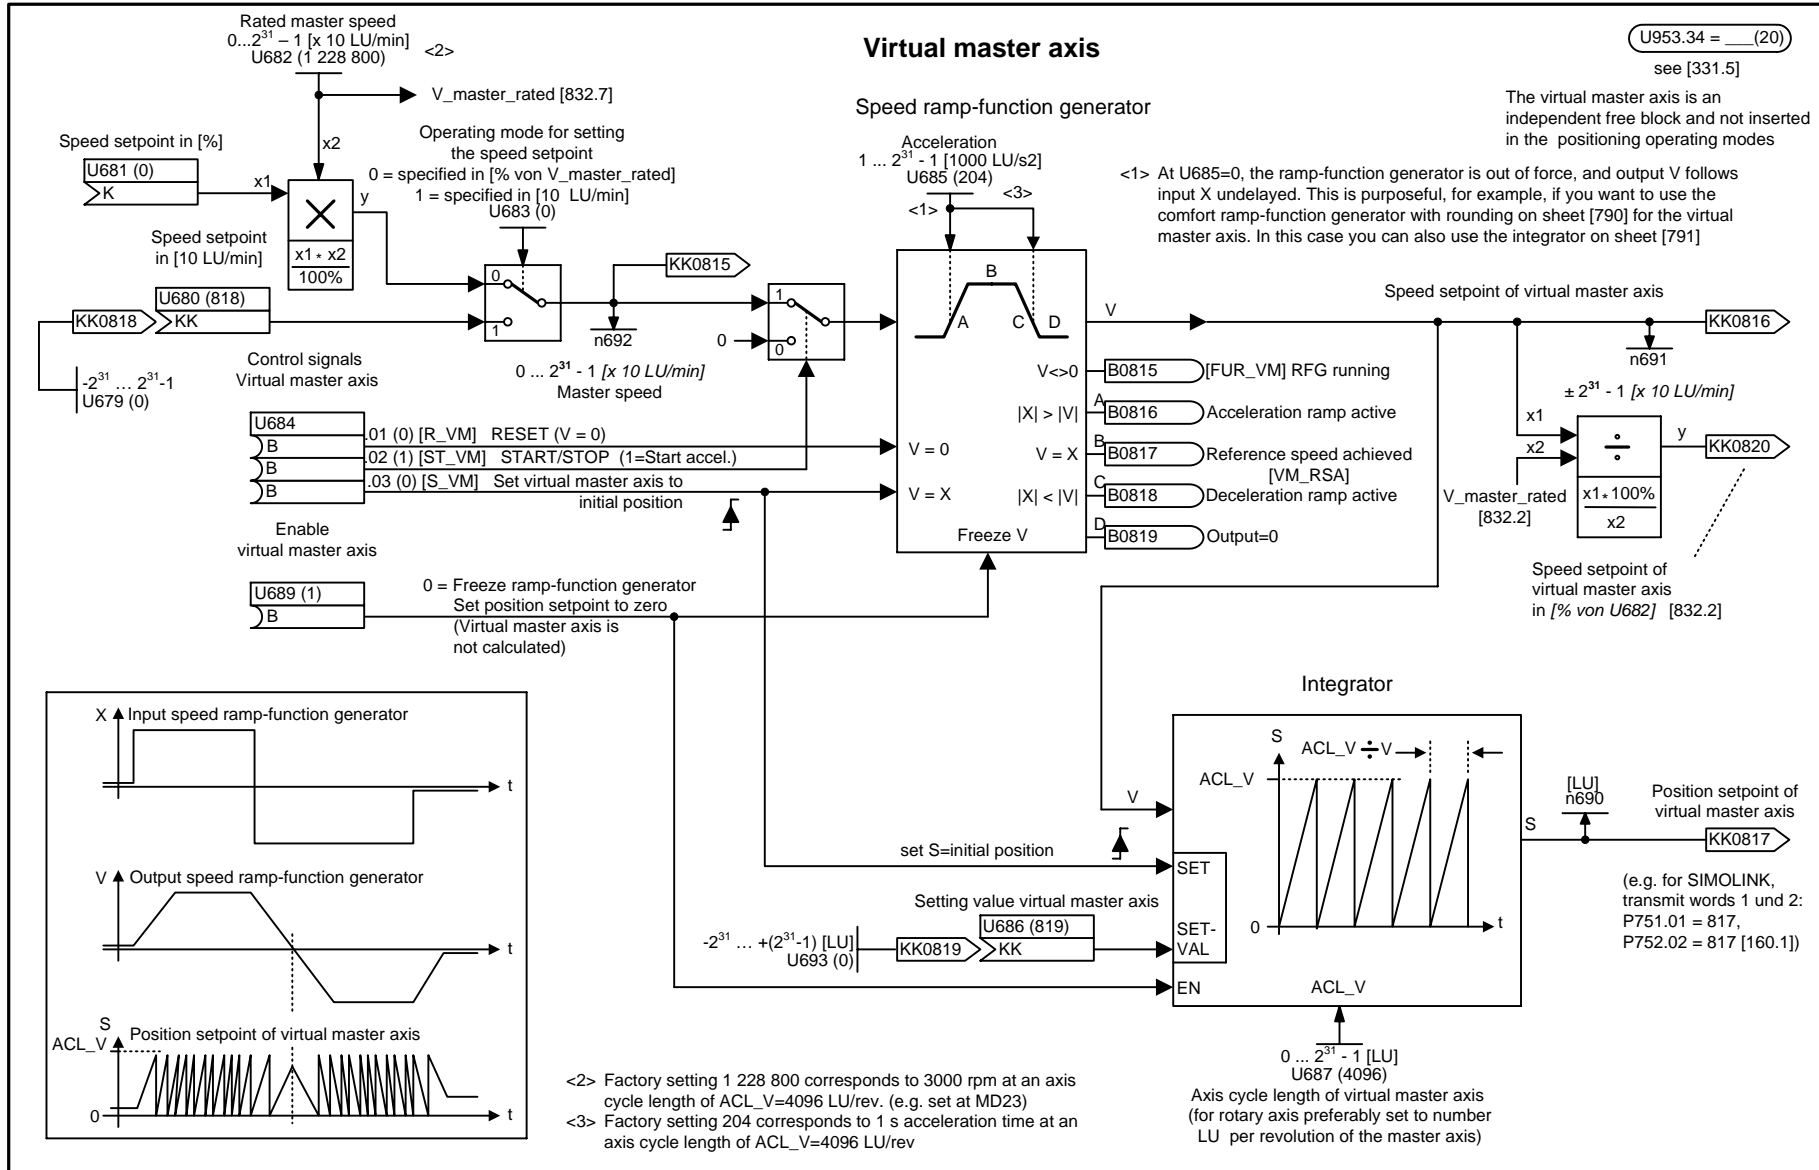 Virtual master axis
U953.34 = ___(20)
see [331.5]
The virtual master axis is an
independent free block and not inserted
in the positioning operating modes
Rated master speed
0...2^31 – 1 [x 10 LU/min]
U682 (1 228 800)
<2>
V_master_rated [832.7]
Speed setpoint in [%]
U681 (0)
K
x1
x2
y
x1 * x2
100%
Operating mode for setting
the speed setpoint
0 = specified in [% von V_master_rated]
1 = specified in [10 LU/min]
U683 (0)
Speed setpoint
in [10 LU/min]
U680 (818)
KK0818
KK
-2^31 ... 2^31-1
U679 (0)
0
1
KK0815
n692
0 ... 2^31 - 1 [x 10 LU/min]
Master speed
1
0
0
Speed ramp-function generator
Acceleration
1 ... 2^31 - 1 [1000 LU/s2]
U685 (204)
<1>
<3>
<1> At U685=0, the ramp-function generator is out of force, and output V follows
input X undelayed. This is purposeful, for example, if you want to use the
comfort ramp-function generator with rounding on sheet [790] for the virtual
master axis. In this case you can also use the integrator on sheet [791]
A
B
C
D
V
V<>0
B0815
[FUR_VM] RFG running
|X| > |V|
A
B0816
Acceleration ramp active
V = X
B
B0817
Reference speed achieved
[VM_RSA]
|X| < |V|
C
B0818
Deceleration ramp active
D
B0819
Output=0
V = 0
V = X
Freeze V
Control signals
Virtual master axis
U684
B
B
B
.01 (0) [R_VM] RESET (V = 0)
.02 (1) [ST_VM] START/STOP (1=Start accel.)
.03 (0) [S_VM] Set virtual master axis to
initial position
Enable
virtual master axis
U689 (1)
B
0 = Freeze ramp-function generator
Set position setpoint to zero
(Virtual master axis is
not calculated)
Speed setpoint of virtual master axis
KK0816
n691
± 2^31 - 1 [x 10 LU/min]
x1
x2
÷
y
KK0820
V_master_rated
[832.2]
x1*100%
x2
Speed setpoint of
virtual master axis
in [% von U682] [832.2]
X
Input speed ramp-function generator
t
V
Output speed ramp-function generator
t
S
ACL_V
Position setpoint of virtual master axis
0
t
Integrator
S
ACL_V ÷ V
ACL_V
0
t
V
set S=initial position
SET
Setting value virtual master axis
-2^31 ... +(2^31-1) [LU]
U693 (0)
KK0819
U686 (819)
KK
SET-
VAL
EN
ACL_V
0 ... 2^31 - 1 [LU]
U687 (4096)
Axis cycle length of virtual master axis
(for rotary axis preferably set to number
LU per revolution of the master axis)
S
[LU]
n690
Position setpoint of
virtual master axis
KK0817
(e.g. for SIMOLINK,
transmit words 1 und 2:
P751.01 = 817,
P752.02 = 817 [160.1])
<2> Factory setting 1 228 800 corresponds to 3000 rpm at an axis
cycle length of ACL_V=4096 LU/rev. (e.g. set at MD23)
<3> Factory setting 204 corresponds to 1 s acceleration time at an
axis cycle length of ACL_V=4096 LU/rev